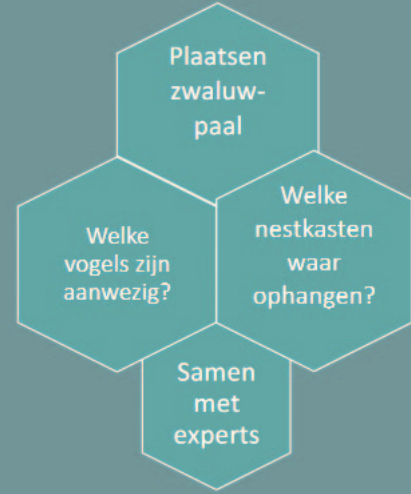 Plaatsen
zwaluw-
paal
Welke
vogels zijn
aanwezig?
Welke
nestkasten
waar
ophangen?
Samen
met
experts